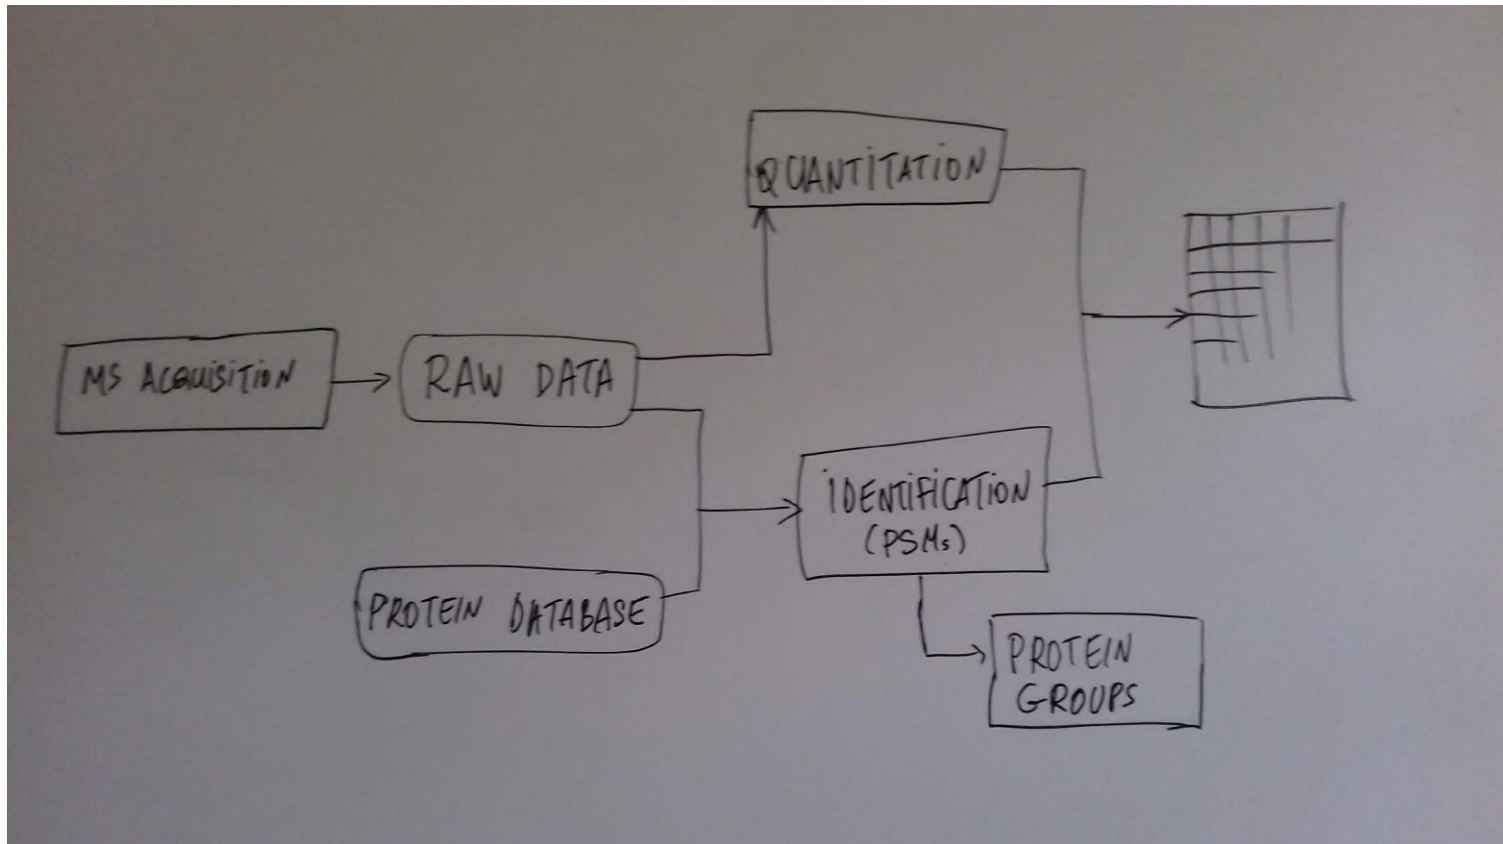 QUANTITATION
MS ACQUISITION
RAW DATA
IDENTIFICATION
(PSMs)
PROTEIN DATABASE
PROTEIN
GROUPS